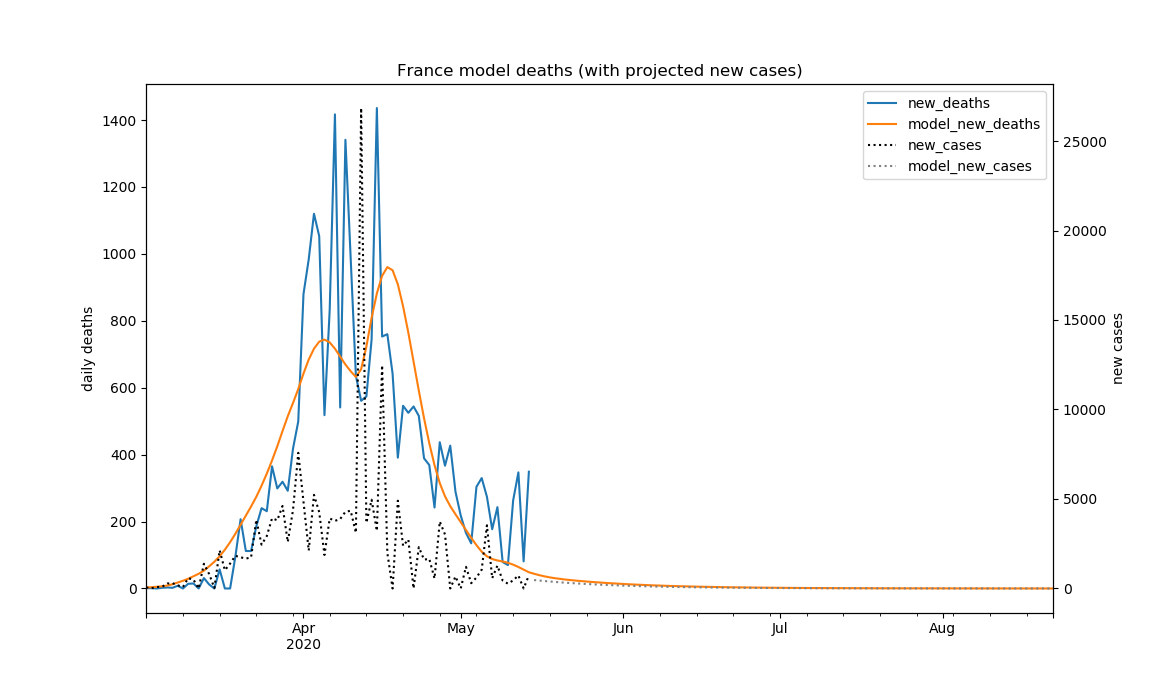 France model deaths (with projected new cases)
new_deaths
model_new_deaths
new_cases
model_new_cases
1400
1200
1000
800
600
400
200
0
daily deaths
25000
20000
15000
10000
5000
0
new cases
Apr
2020
May
Jun
Jul
Aug